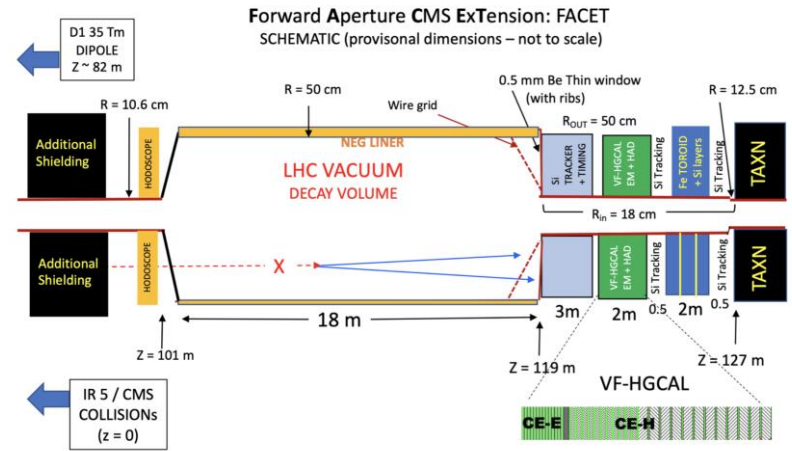 Forward Aperture CMS ExTension: FACET
SCHEMATIC (provisonal dimensions – not to scale)
D1 35 Tm
DIPOLE
Z ~ 82 m
R = 10.6 cm
R = 50 cm
Wire grid
0.5 mm Be Thin window
(with ribs)
R_OUT = 50 cm
R = 12.5 cm
Additional
Shielding
HODOSCOPE
NEG LINER
LHC VACUUM
DECAY VOLUME
Si
TRACKER
+ TIMING
VF-HGCAL
EM + HAD
Si Tracking
Fe TOROID
+ Si layers
Si Tracking
TAXN
R_in = 18 cm
Additional
Shielding
HODOSCOPE
X
VF-HGCAL
EM + HAD
Si Tracking
Si Tracking
TAXN
18 m
3m
2m
0.5
2m
0.5
Z = 101 m
Z = 119 m
Z = 127 m
IR 5 / CMS
COLLISIONs
(z = 0)
VF-HGCAL
CE-E
CE-H